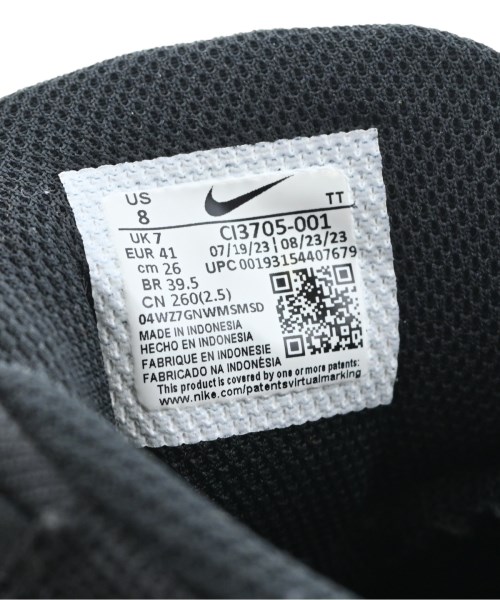 US
8
TT
UK 7
EUR 41
cm 26
BR 39.5
CN 260(2.5)
CI3705-001
07/19/23 | 08/23/23
UPC 00193154407679
04WZ7GNWMSMSD
MADE IN INDONESIA
HECHO EN INDONESIA
FABRIQUE EN INDONESIE
FABRICADO NA INDONÉSIA
This product is covered by one or more patents:
www.nike.com/patentsvirtualmarking